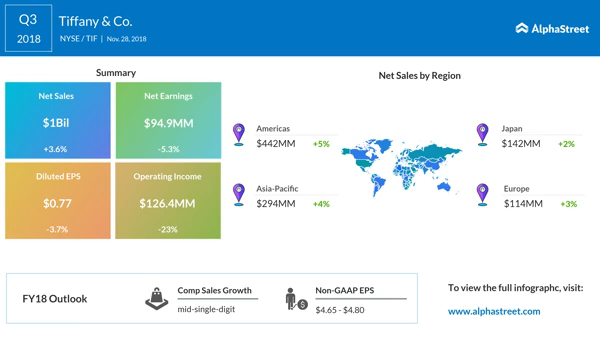 Q3
2018
Tiffany & Co.
NYSE / TIF | Nov. 28, 2018
AlphaStreet
Summary
Net Sales
$1Bil
+3.6%
Net Earnings
$94.9MM
-5.3%
Diluted EPS
$0.77
-3.7%
Operating Income
$126.4MM
-23%
Net Sales by Region
Americas
$442MM +5%
Japan
$142MM +2%
Asia-Pacific
$294MM +4%
Europe
$114MM +3%
FY18 Outlook
Comp Sales Growth
mid-single-digit
Non-GAAP EPS
$4.65 - $4.80
To view the full infographc, visit:
www.alphastreet.com